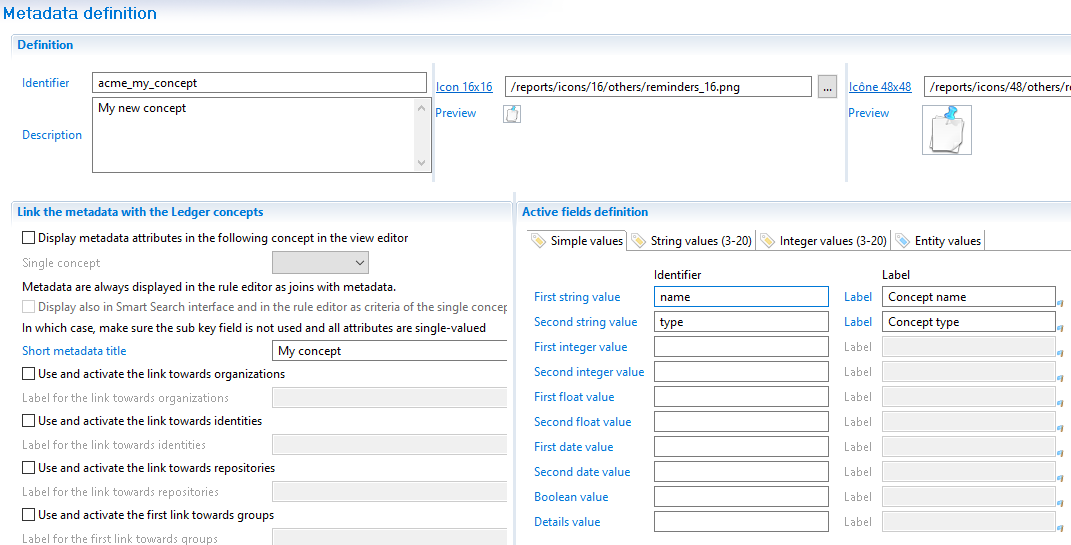 Metadata definition
Definition
Identifier acme_my_concept
Description My new concept
Icon 16x16 /reports/icons/16/others/reminders_16.png ...
Preview
Icône 48x48 /reports/icons/48/others/r
Preview
Link the metadata with the Ledger concepts
Display metadata attributes in the following concept in the view editor
Single concept
Metadata are always displayed in the rule editor as joins with metadata.
Display also in Smart Search interface and in the rule editor as criteria of the single concep
In which case, make sure the sub key field is not used and all attributes are single-valued
Short metadata title My concept
Use and activate the link towards organizations
Label for the link towards organizations
Use and activate the link towards identities
Label for the link towards identities
Use and activate the link towards repositories
Label for the link towards repositories
Use and activate the first link towards groups
Label for the first link towards groups
Active fields definition
Simple values String values (3-20) Integer values (3-20) Entity values
Identifier Label
First string value name Label Concept name
Second string value type Label Concept type
First integer value Label
Second integer value Label
First float value Label
Second float value Label
First date value Label
Second date value Label
Boolean value Label
Details value Label